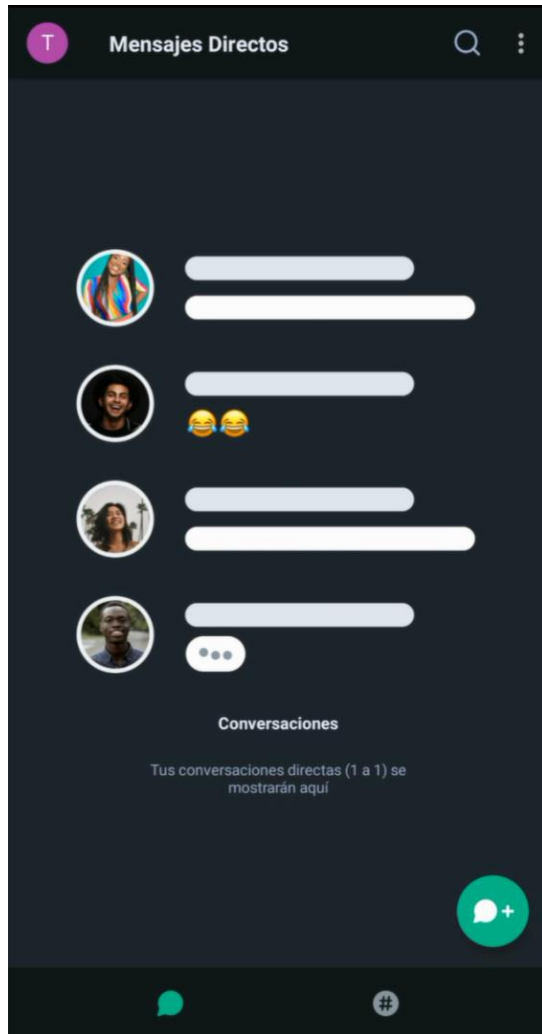 T
Mensajes Directos
😂😂
Conversaciones
Tus conversaciones directas (1 a 1) se
mostrarán aquí
+
#